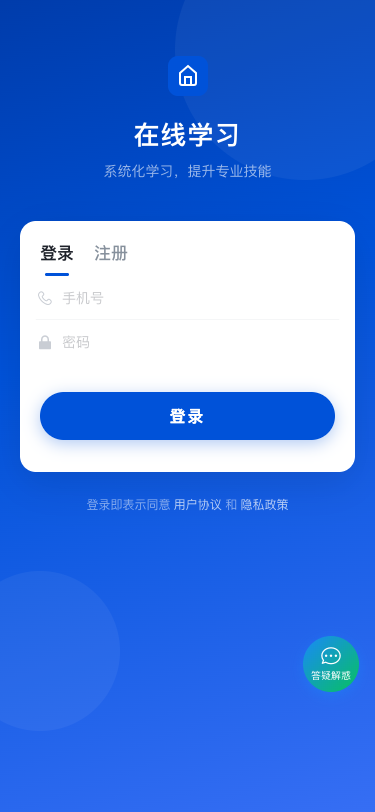 在线学习
系统化学习，提升专业技能
登录 注册
手机号
密码
登录
登录即表示同意 用户协议 和 隐私政策
答疑解惑